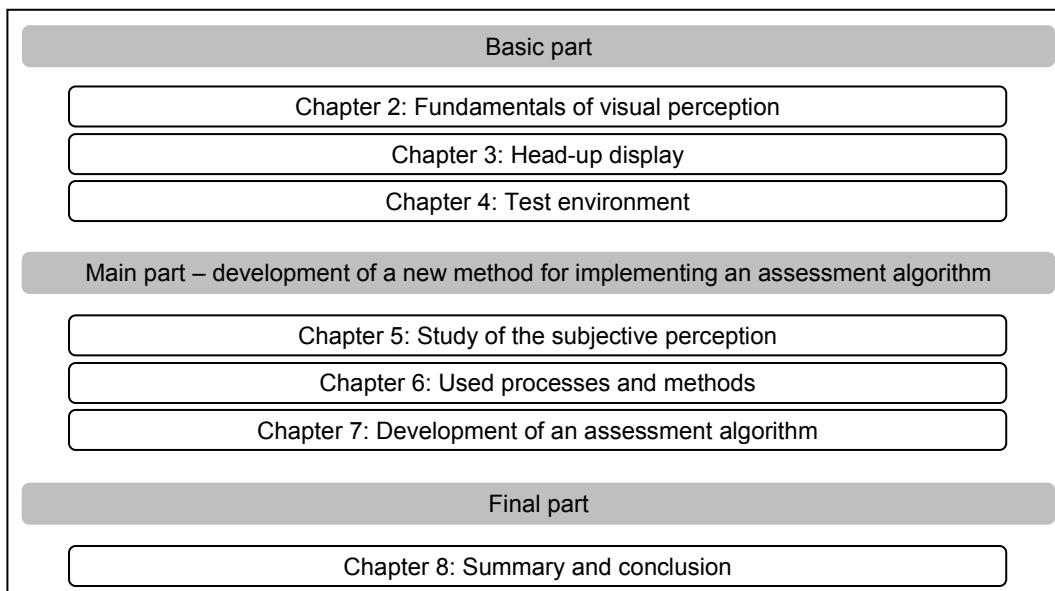 Basic part
Chapter 2: Fundamentals of visual perception
Chapter 3: Head-up display
Chapter 4: Test environment
Main part – development of a new method for implementing an assessment algorithm
Chapter 5: Study of the subjective perception
Chapter 6: Used processes and methods
Chapter 7: Development of an assessment algorithm
Final part
Chapter 8: Summary and conclusion